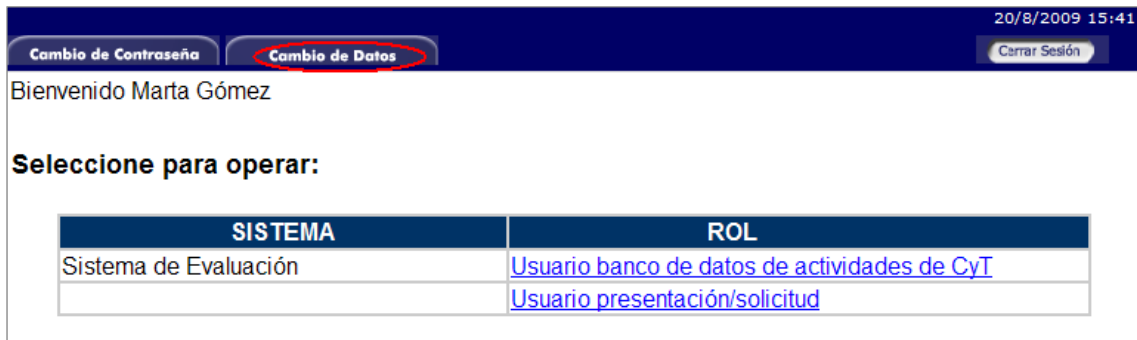 20/8/2009 15:41
Cambio de Contraseña Cambio de Datos Cerrar Sesión
Bienvenido Marta Gómez
Seleccione para operar:
SISTEMA ROL
Sistema de Evaluación Usuario banco de datos de actividades de CyT
Usuario presentación/solicitud